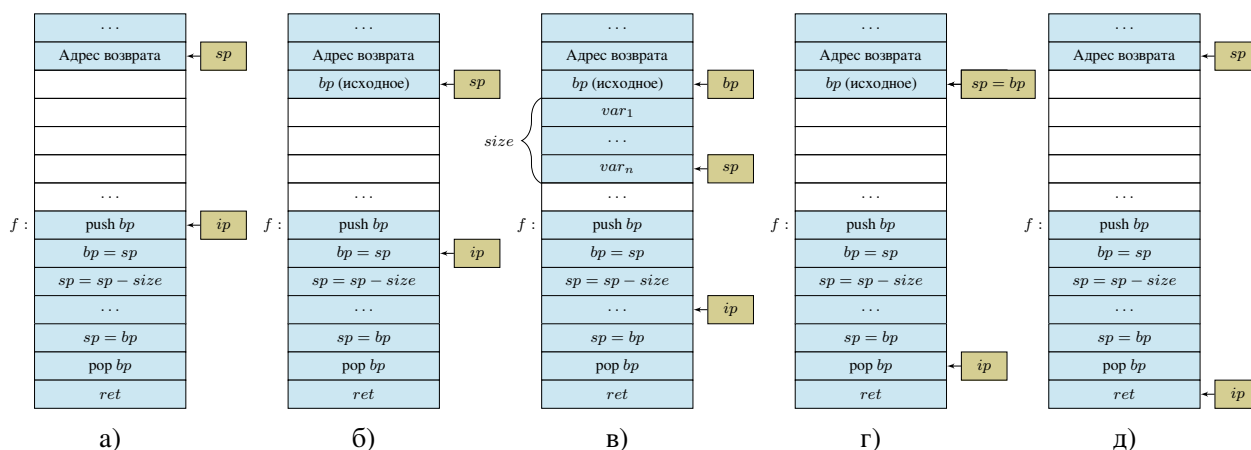 ... ... ... ... ...
Адрес возврата sp Адрес возврата Адрес возврата Адрес возврата Адрес возврата sp
bp (исходное) sp bp (исходное) bp bp (исходное) sp = bp
var₁
size ...
varₙ sp
... ... ... ... ...
f : push bp ip f : push bp f : push bp f : push bp f : push bp
bp = sp bp = sp ip bp = sp bp = sp bp = sp
sp = sp − size sp = sp − size sp = sp − size sp = sp − size sp = sp − size
... ... ... ip ... ...
sp = bp sp = bp sp = bp sp = bp sp = bp
pop bp pop bp pop bp pop bp ip pop bp
ret ret ret ret ret ip
а) б) в) г) д)